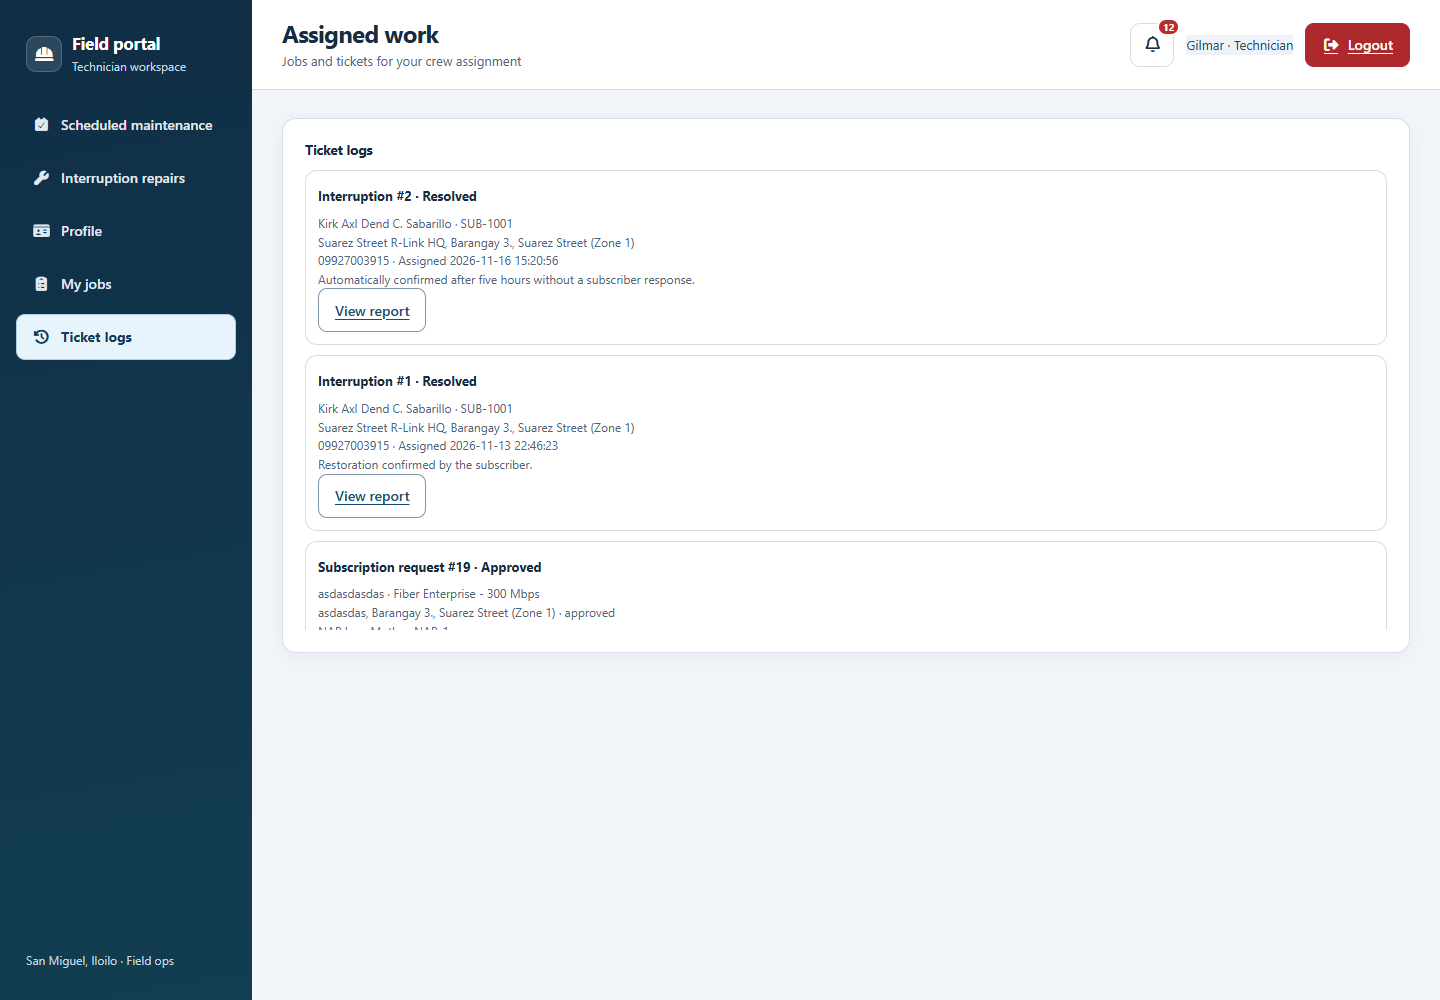 Field portal
Technician workspace
Scheduled maintenance
Interruption repairs
Profile
My jobs
Ticket logs
San Miguel, Iloilo · Field ops
Assigned work
Jobs and tickets for your crew assignment
12
Gilmar · Technician
Logout
Ticket logs
Interruption #2 · Resolved
Kirk Axl Dend C. Sabarillo · SUB-1001
Suarez Street R-Link HQ, Barangay 3., Suarez Street (Zone 1)
09927003915 · Assigned 2026-11-16 15:20:56
Automatically confirmed after five hours without a subscriber response.
View report
Interruption #1 · Resolved
Kirk Axl Dend C. Sabarillo · SUB-1001
Suarez Street R-Link HQ, Barangay 3., Suarez Street (Zone 1)
09927003915 · Assigned 2026-11-13 22:46:23
Restoration confirmed by the subscriber.
View report
Subscription request #19 · Approved
asdasdasdas · Fiber Enterprise - 300 Mbps
asdasdas, Barangay 3., Suarez Street (Zone 1) · approved